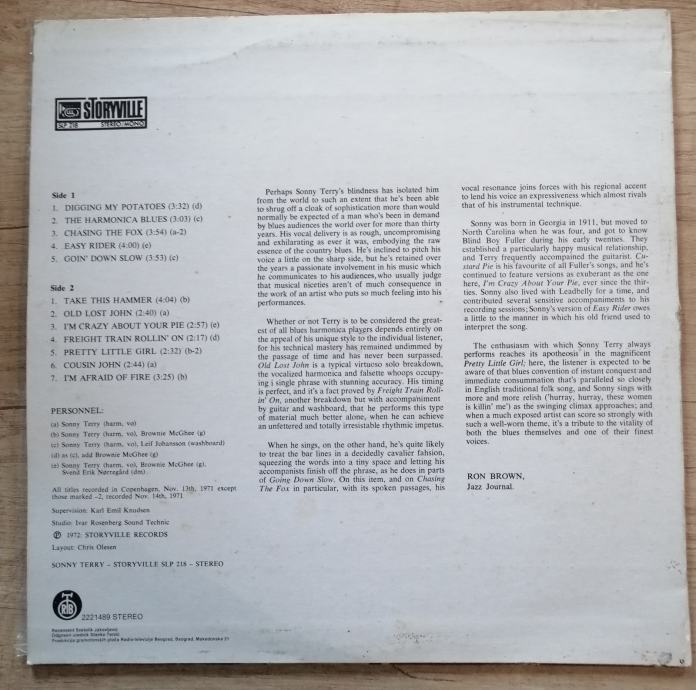 STORYVILLE
SLP 218 STEREO/MONO
Side 1
1. DIGGING MY POTATOES (3:32) (d)
2. THE HARMONICA BLUES (3:03) (c)
3. CHASING THE FOX (3:54) (a-2)
4. EASY RIDER (4:00) (e)
5. GOIN' DOWN SLOW (3:53) (c)
Side 2
1. TAKE THIS HAMMER (4:04) (b)
2. OLD LOST JOHN (2:40) (a)
3. I'M CRAZY ABOUT YOUR PIE (2:57) (e)
4. FREIGHT TRAIN ROLLIN' ON (2:17) (d)
5. PRETTY LITTLE GIRL (2:32) (b-2)
6. COUSIN JOHN (2:44) (a)
7. I'M AFRAID OF FIRE (3:25) (b)
PERSONNEL:
(a) Sonny Terry (harm, vo)
(b) Sonny Terry (harm, vo), Brownie McGhee (g)
(c) Sonny Terry (harm, vo), Leif Johansson (washboard)
(d) as (c), add Brownie McGhee (g)
(e) Sonny Terry (harm, vo), Brownie McGhee (g),
Svend Erik Nørregård (dm)
All titles recorded in Copenhagen, Nov. 13th, 1971 except
those marked -2, recorded Nov. 14th, 1971
Supervision: Karl Emil Knudsen
Studio: Ivar Rosenberg Sound Technic
Ⓟ 1972: STORYVILLE RECORDS
Layout: Chris Olesen
SONNY TERRY – STORYVILLE SLP 218 – STEREO
RTB
2221489 STEREO
Produkcija gramofonskih ploča Radio-televizije Beograd, Beograd, Makedonska 21
Perhaps Sonny Terry's blindness has isolated him
from the world to such an extent that he's been able
to shrug off a cloak of sophistication more than would
normally be expected of a man who's been in demand
by blues audiences the world over for more than thirty
years. His vocal delivery is as rough, uncompromising
and exhilarating as ever it was, embodying the raw
essence of the country blues. He's inclined to pitch his
voice a little on the sharp side, but he's retained over
the years a passionate involvement in his music which
he communicates to his audiences, who usually judge
that musical niceties aren't of much consequence in
the work of an artist who puts so much feeling into his
performances.
Whether or not Terry is to be considered the great-
est of all blues harmonica players depends entirely on
the appeal of his unique style to the individual listener,
for his technical mastery has remained undimmed by
the passage of time and has never been surpassed.
Old Lost John is a typical virtuoso solo breakdown,
the vocalized harmonica and falsette whoops occupy-
ing i single phrase with stunning accuracy. His timing
is perfect, and it's a fact proved by Freight Train Roll-
in' On, another breakdown but with accompaniment
by guitar and washboard, that he performs this type
of material much better alone, when he can achieve
an unfettered and totally irresistable rhythmic impetus.
When he sings, on the other hand, he's quite likely
to treat the bar lines in a decidedly cavalier fahsion,
squeezing the words into a tiny space and letting his
accompanists finish off the phrase, as he does in parts
of Going Down Slow. On this item, and on Chasing
The Fox in particular, with its spoken passages, his
vocal resonance joins forces with his regional accent
to lend his voice an expressiveness which almost rivals
that of his instrumental technique.
Sonny was born in Georgia in 1911, but moved to
North Carolina when he was four, and got to know
Blind Boy Fuller during his early twenties. They
established a particularly happy musical relationship,
and Terry frequently accompanied the guitarist. Cu-
stard Pie is his favourite of all Fuller's songs, and he's
continued to feature versions as exuberant as the one
here, I'm Crazy About Your Pie, ever since the thir-
ties. Sonny also lived with Leadbelly for a time, and
contributed several sensitive accompaniments to his
recording sessions; Sonny's version of Easy Rider owes
a little to the manner in which his old friend used to
interpret the song.
The enthusiasm with which Sonny Terry always
performs reaches its apotheosis in the magnificent
Pretty Little Girl; here, the listener is expected to be
aware of that blues convention of instant conquest and
immediate consummation that's paralleled so closely
in English traditional folk song, and Sonny sings with
more and more relish ('hurray, hurray, these women
is killin' me') as the swinging climax approaches; and
when a much exposed artist can score so strongly with
such a well-worn theme, it's a tribute to the vitality of
both the blues themselves and one of their finest
voices.
RON BROWN,
Jazz Journal.